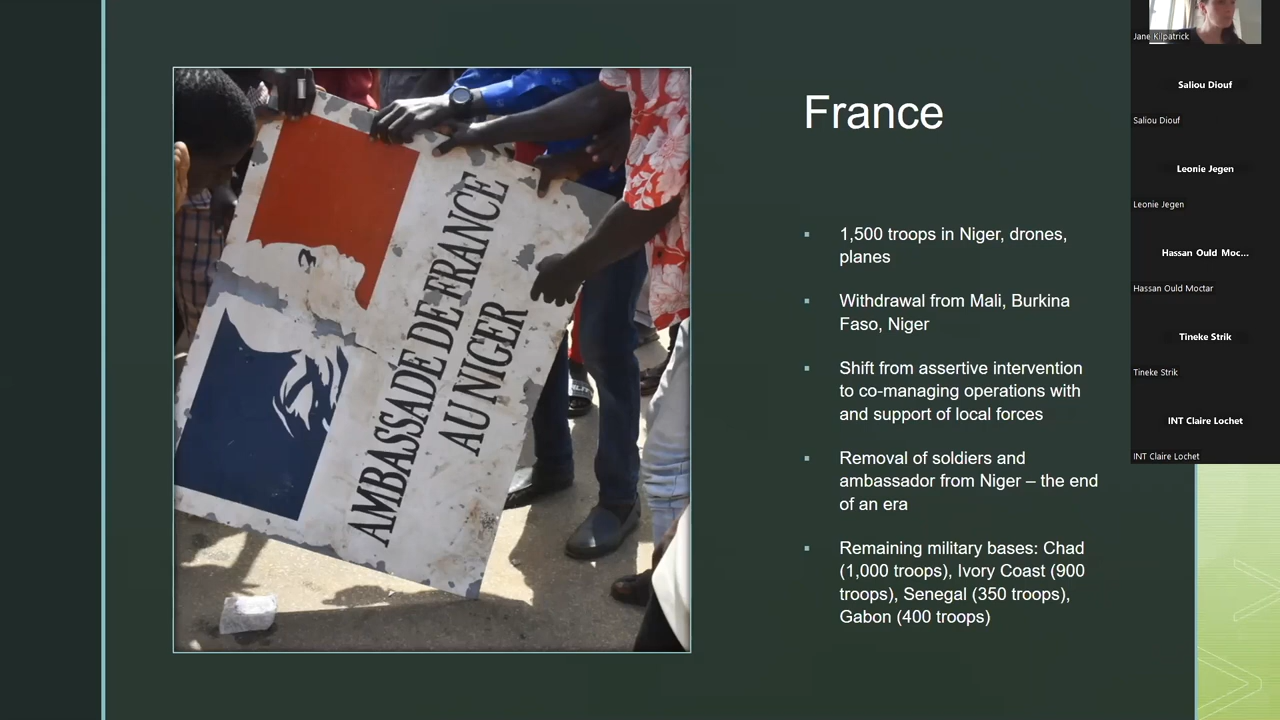 France
1,500 troops in Niger, drones,
planes
Withdrawal from Mali, Burkina
Faso, Niger
Shift from assertive intervention
to co-managing operations with
and support of local forces
Removal of soldiers and
ambassador from Niger – the end
of an era
Remaining military bases: Chad
(1,000 troops), Ivory Coast (900
troops), Senegal (350 troops),
Gabon (400 troops)
AMBASSADE DE FRANCE
AU NIGER
Jane Kilpatrick
Saliou Diouf
Saliou Diouf
Leonie Jegen
Leonie Jegen
Hassan Ould Moc...
Hassan Ould Moctar
Tineke Strik
Tineke Strik
INT Claire Lochet
INT Claire Lochet